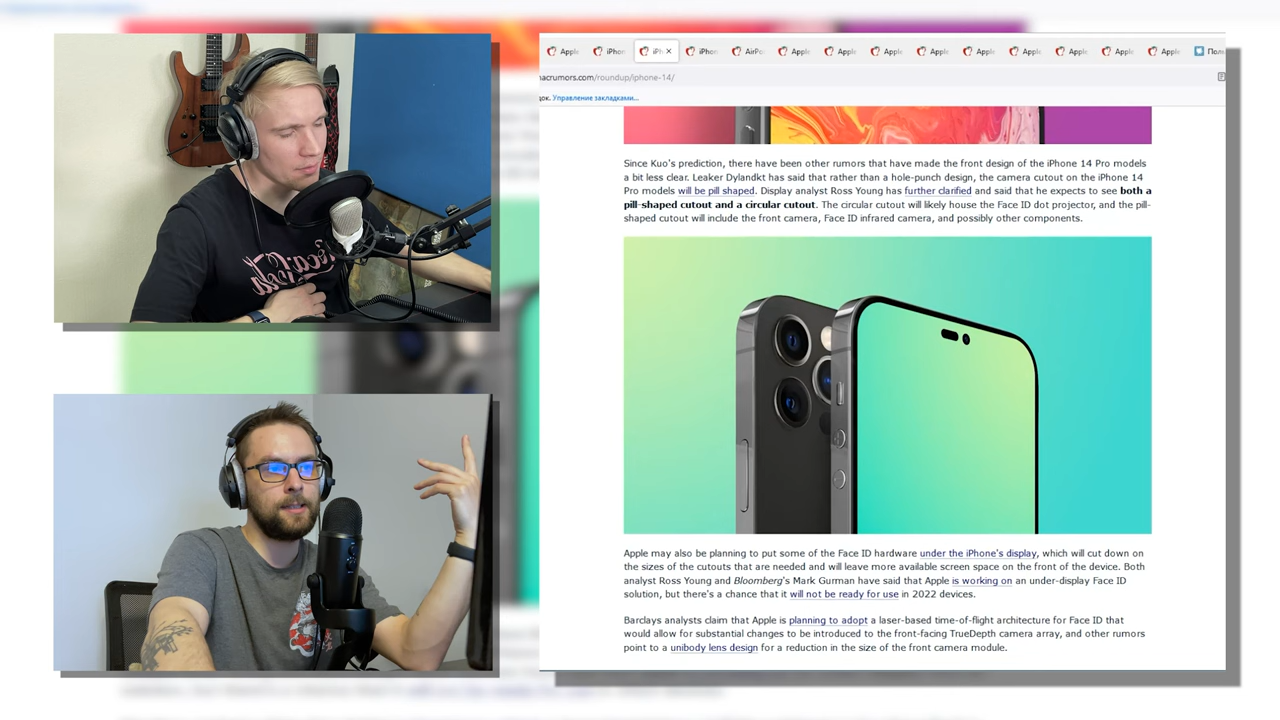 Apple
iPhon
iPh
iPhon
AirPo
Apple
Apple
Apple
Apple
Apple
Apple
Apple
Apple
Apple
Пол
macrumors.com/roundup/iphone-14/
док. Управление закладками...
Since Kuo's prediction, there have been other rumors that have made the front design of the iPhone 14 Pro models
a bit less clear. Leaker Dylandkt has said that rather than a hole-punch design, the camera cutout on the iPhone 14
Pro models will be pill shaped. Display analyst Ross Young has further clarified and said that he expects to see both a
pill-shaped cutout and a circular cutout. The circular cutout will likely house the Face ID dot projector, and the pill-
shaped cutout will include the front camera, Face ID infrared camera, and possibly other components.
Apple may also be planning to put some of the Face ID hardware under the iPhone's display, which will cut down on
the sizes of the cutouts that are needed and will leave more available screen space on the front of the device. Both
analyst Ross Young and Bloomberg's Mark Gurman have said that Apple is working on an under-display Face ID
solution, but there's a chance that it will not be ready for use in 2022 devices.
Barclays analysts claim that Apple is planning to adopt a laser-based time-of-flight architecture for Face ID that
would allow for substantial changes to be introduced to the front-facing TrueDepth camera array, and other rumors
point to a unibody lens design for a reduction in the size of the front camera module.